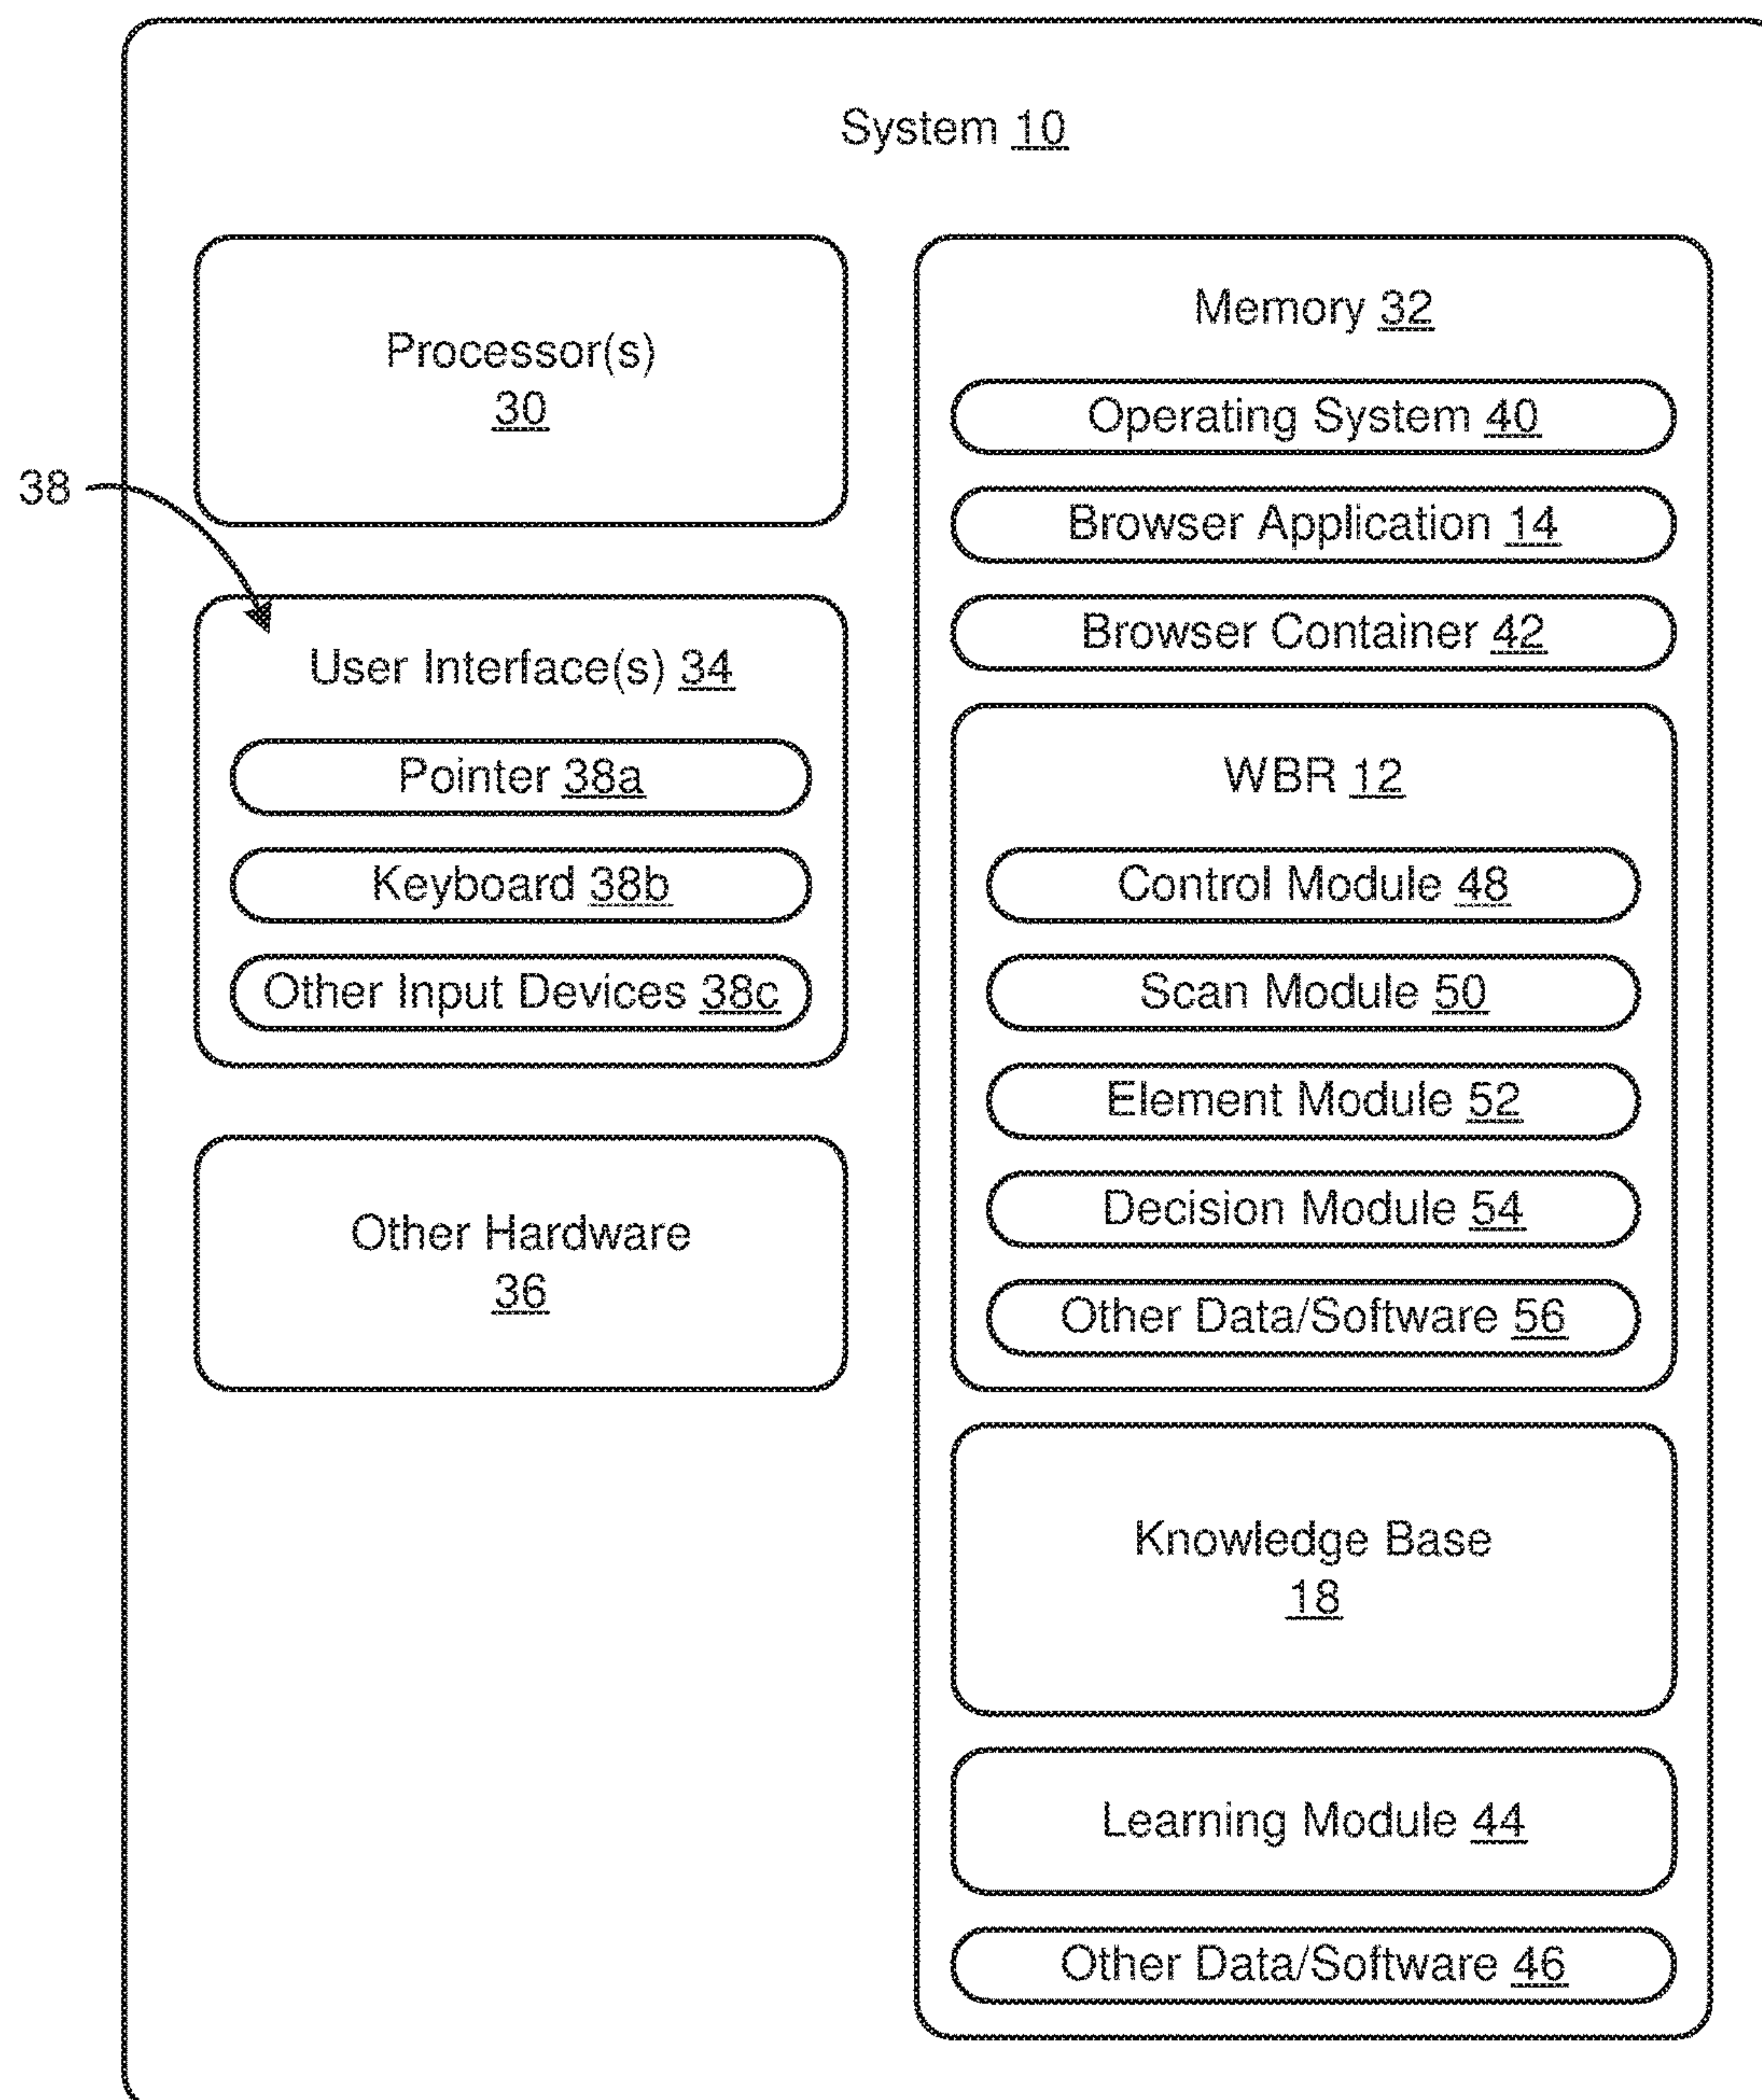 System 10
Processor(s)
30
38
User Interface(s) 34
Pointer 38a
Keyboard 38b
Other Input Devices 38c
Other Hardware
36
Memory 32
Operating System 40
Browser Application 14
Browser Container 42
WBR 12
Control Module 48
Scan Module 50
Element Module 52
Decision Module 54
Other Data/Software 56
Knowledge Base
18
Learning Module 44
Other Data/Software 46